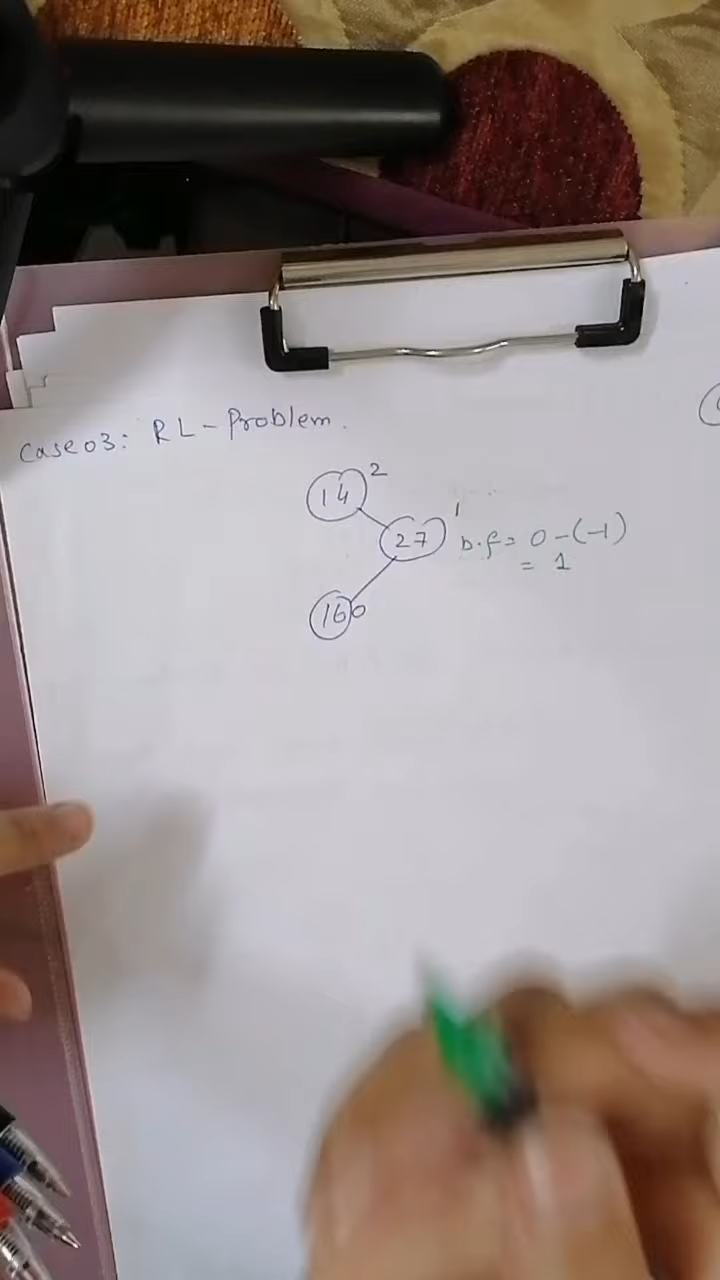 Case 03: RL-Problem.
14 2
27 1 b.f = 0-(-1)
= 1
16 0